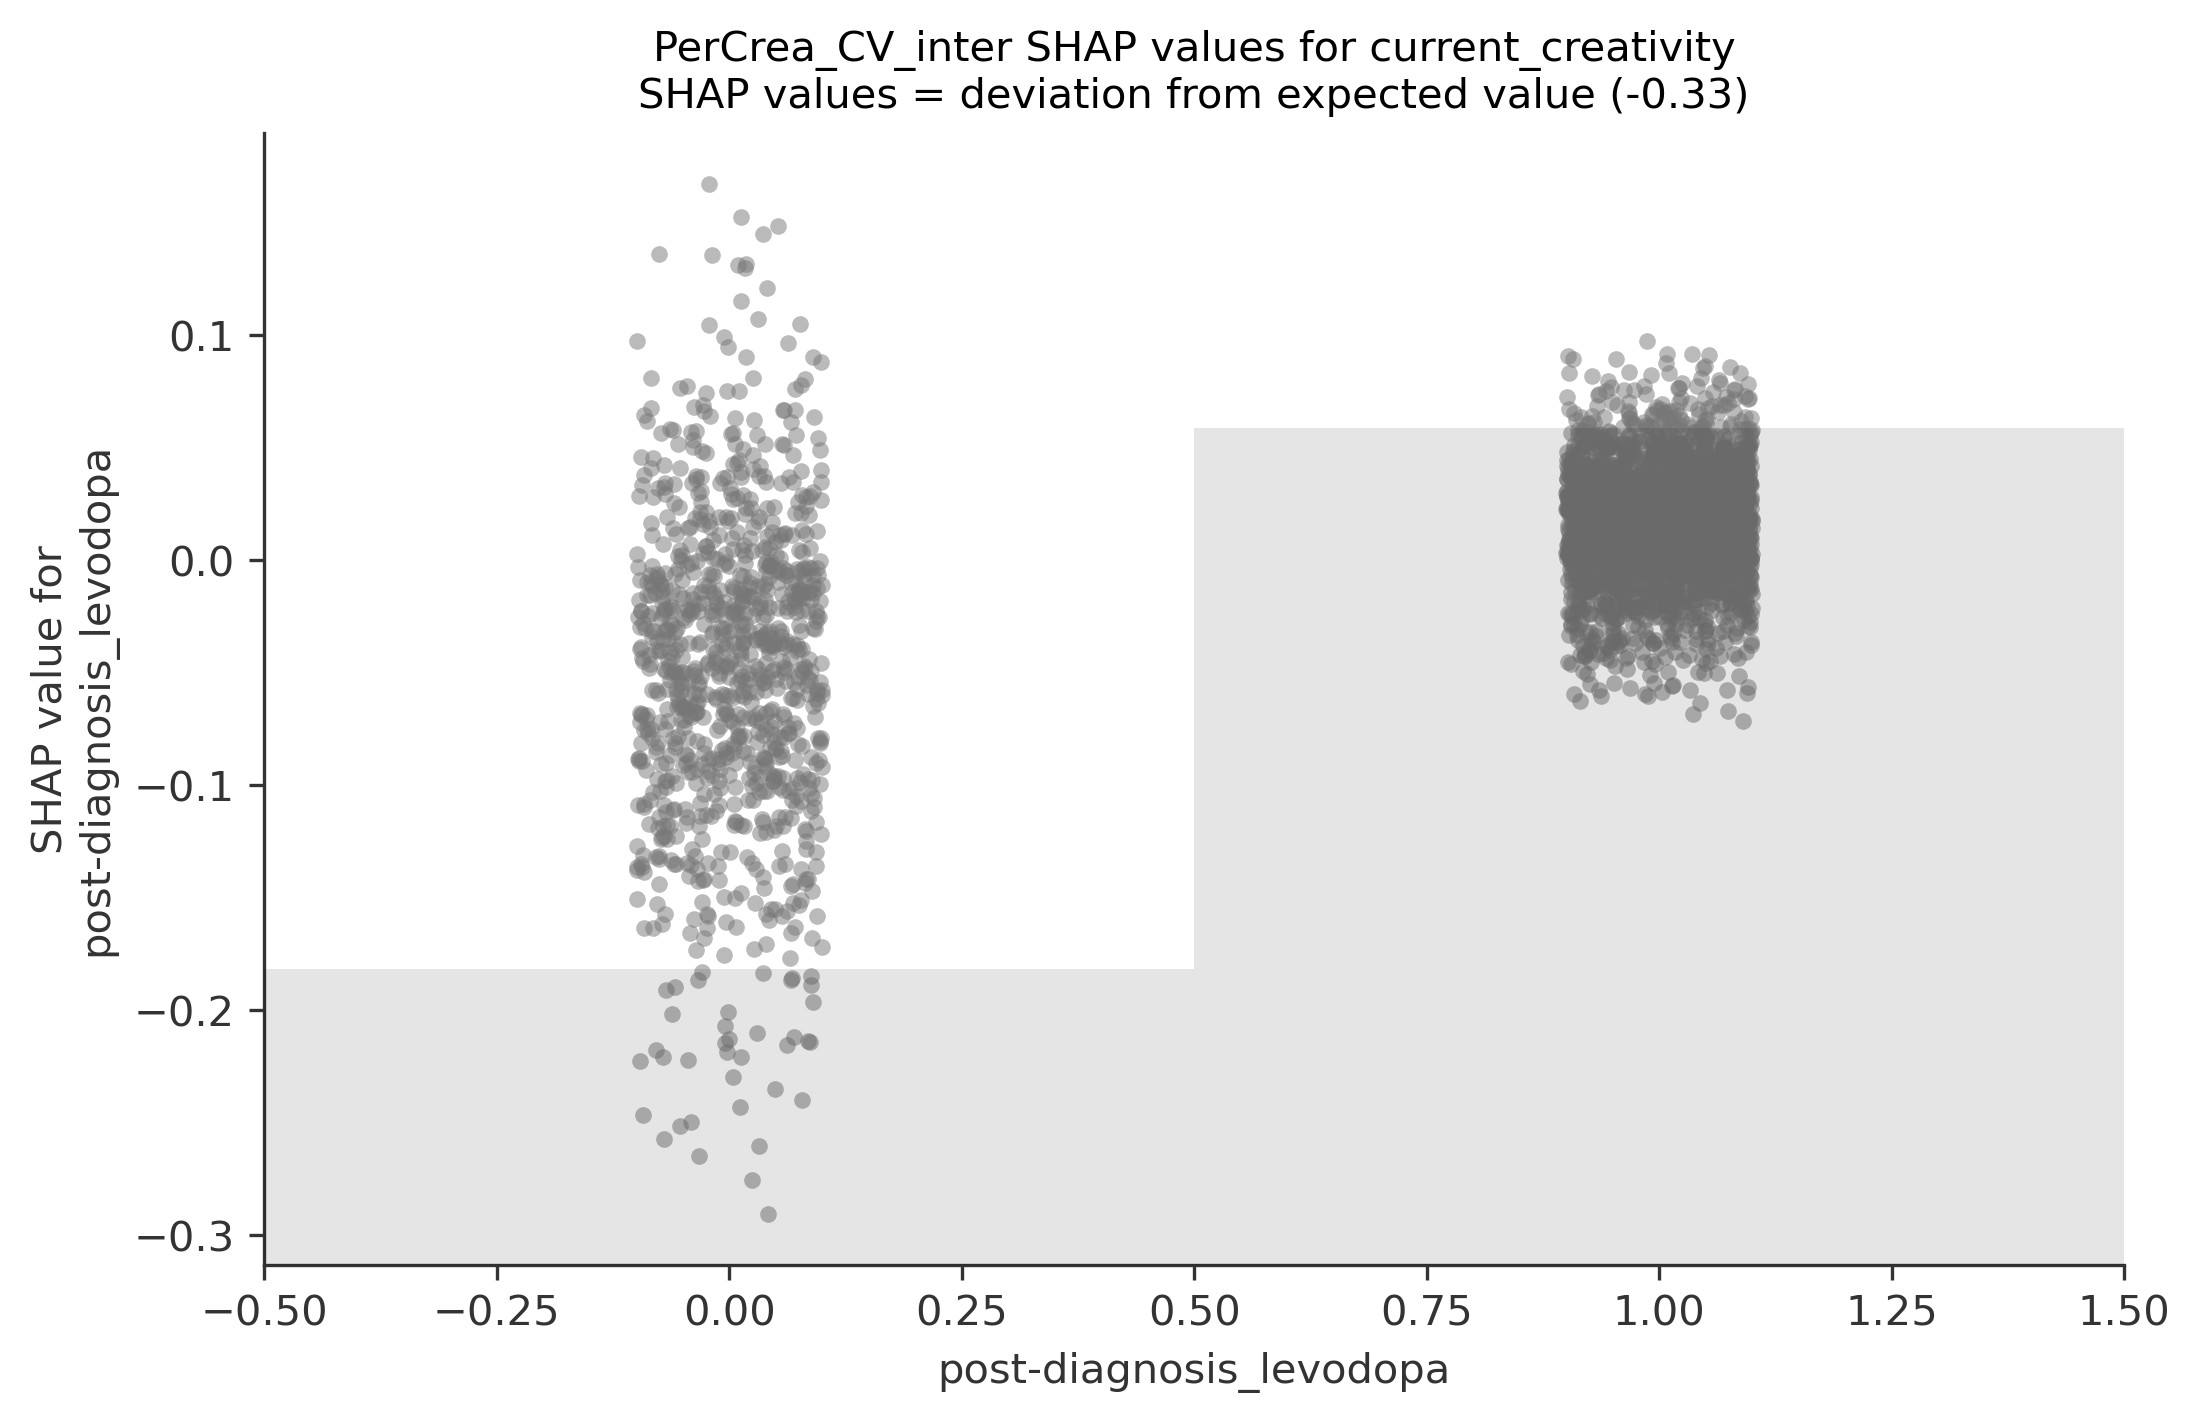 PerCrea_CV_inter SHAP values for current_creativity
SHAP values = deviation from expected value (-0.33)
SHAP value for
post-diagnosis_levodopa
0.1
0.0
−0.1
−0.2
−0.3
−0.50
−0.25
0.00
0.25
0.50
0.75
1.00
1.25
1.50
post-diagnosis_levodopa